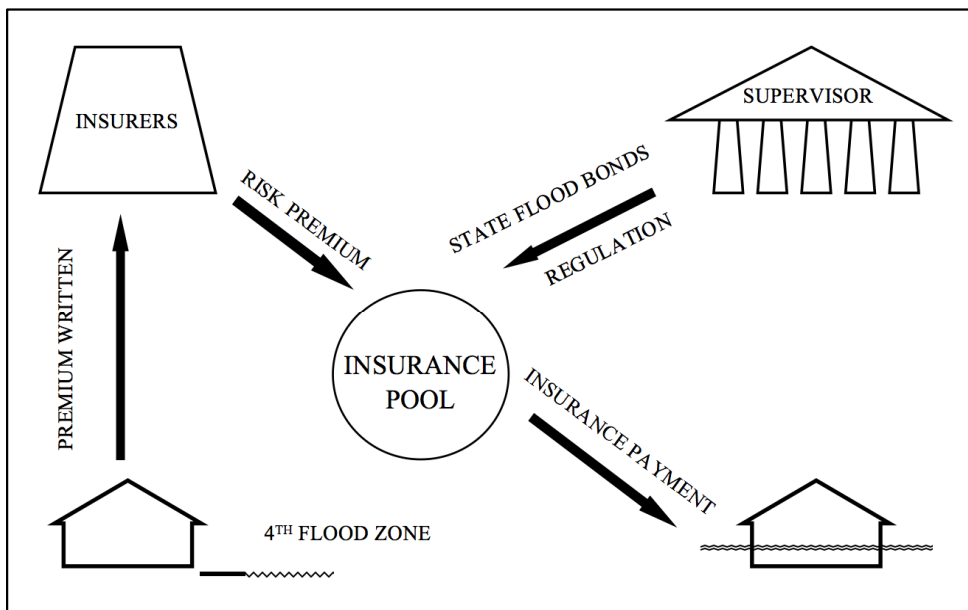 INSURERS
SUPERVISOR
RISK PREMIUM
STATE FLOOD BONDS
REGULATION
PREMIUM WRITTEN
INSURANCE
POOL
INSURANCE PAYMENT
4TH FLOOD ZONE